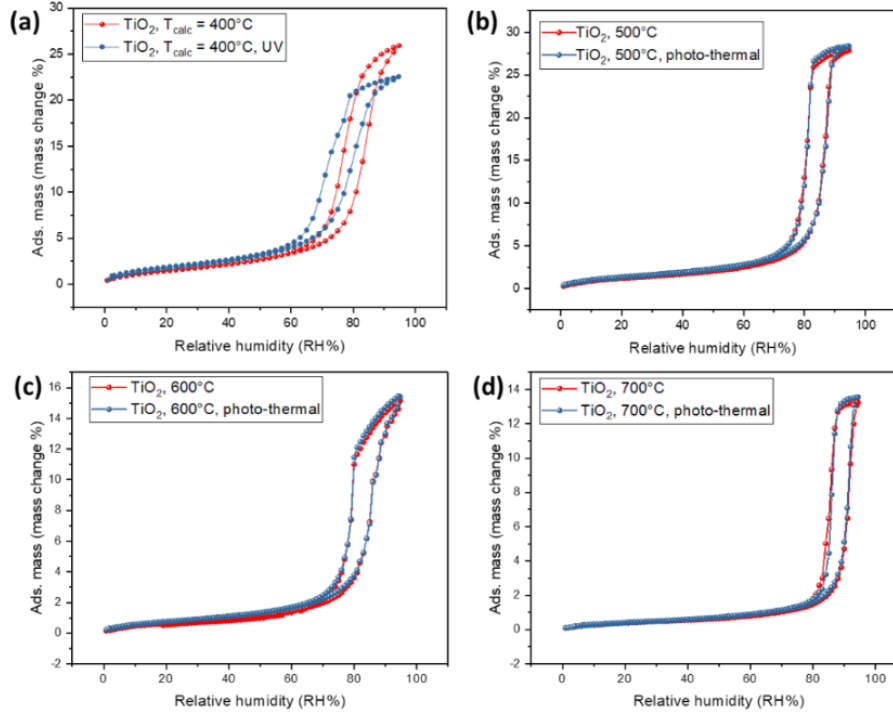 (a)
TiO₂, T_calc = 400°C
TiO₂, T_calc = 400°C, UV
30
25
20
15
10
5
0
Ads. mass (mass change %)
0 20 40 60 80 100
Relative humidity (RH%)
(b)
TiO₂, 500°C
TiO₂, 500°C, photo-thermal
30
25
20
15
10
5
0
Ads. mass (mass change %)
0 20 40 60 80 100
Relative humidity (RH%)
(c)
TiO₂, 600°C
TiO₂, 600°C, photo-thermal
16
14
12
10
8
6
4
2
0
-2
Ads. mass (mass change %)
0 20 40 60 80 100
Relative humidity (RH%)
(d)
TiO₂, 700°C
TiO₂, 700°C, photo-thermal
14
12
10
8
6
4
2
0
-2
Ads. mass (mass change %)
0 20 40 60 80 100
Relative humidity (RH%)